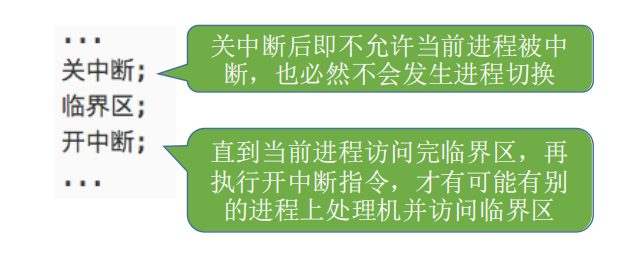 ...
关中断;
临界区;
开中断;
...
关中断后即不允许当前进程被中
断，也必然不会发生进程切换
直到当前进程访问完临界区，再
执行开中断指令，才有可能有别
的进程上处理机并访问临界区